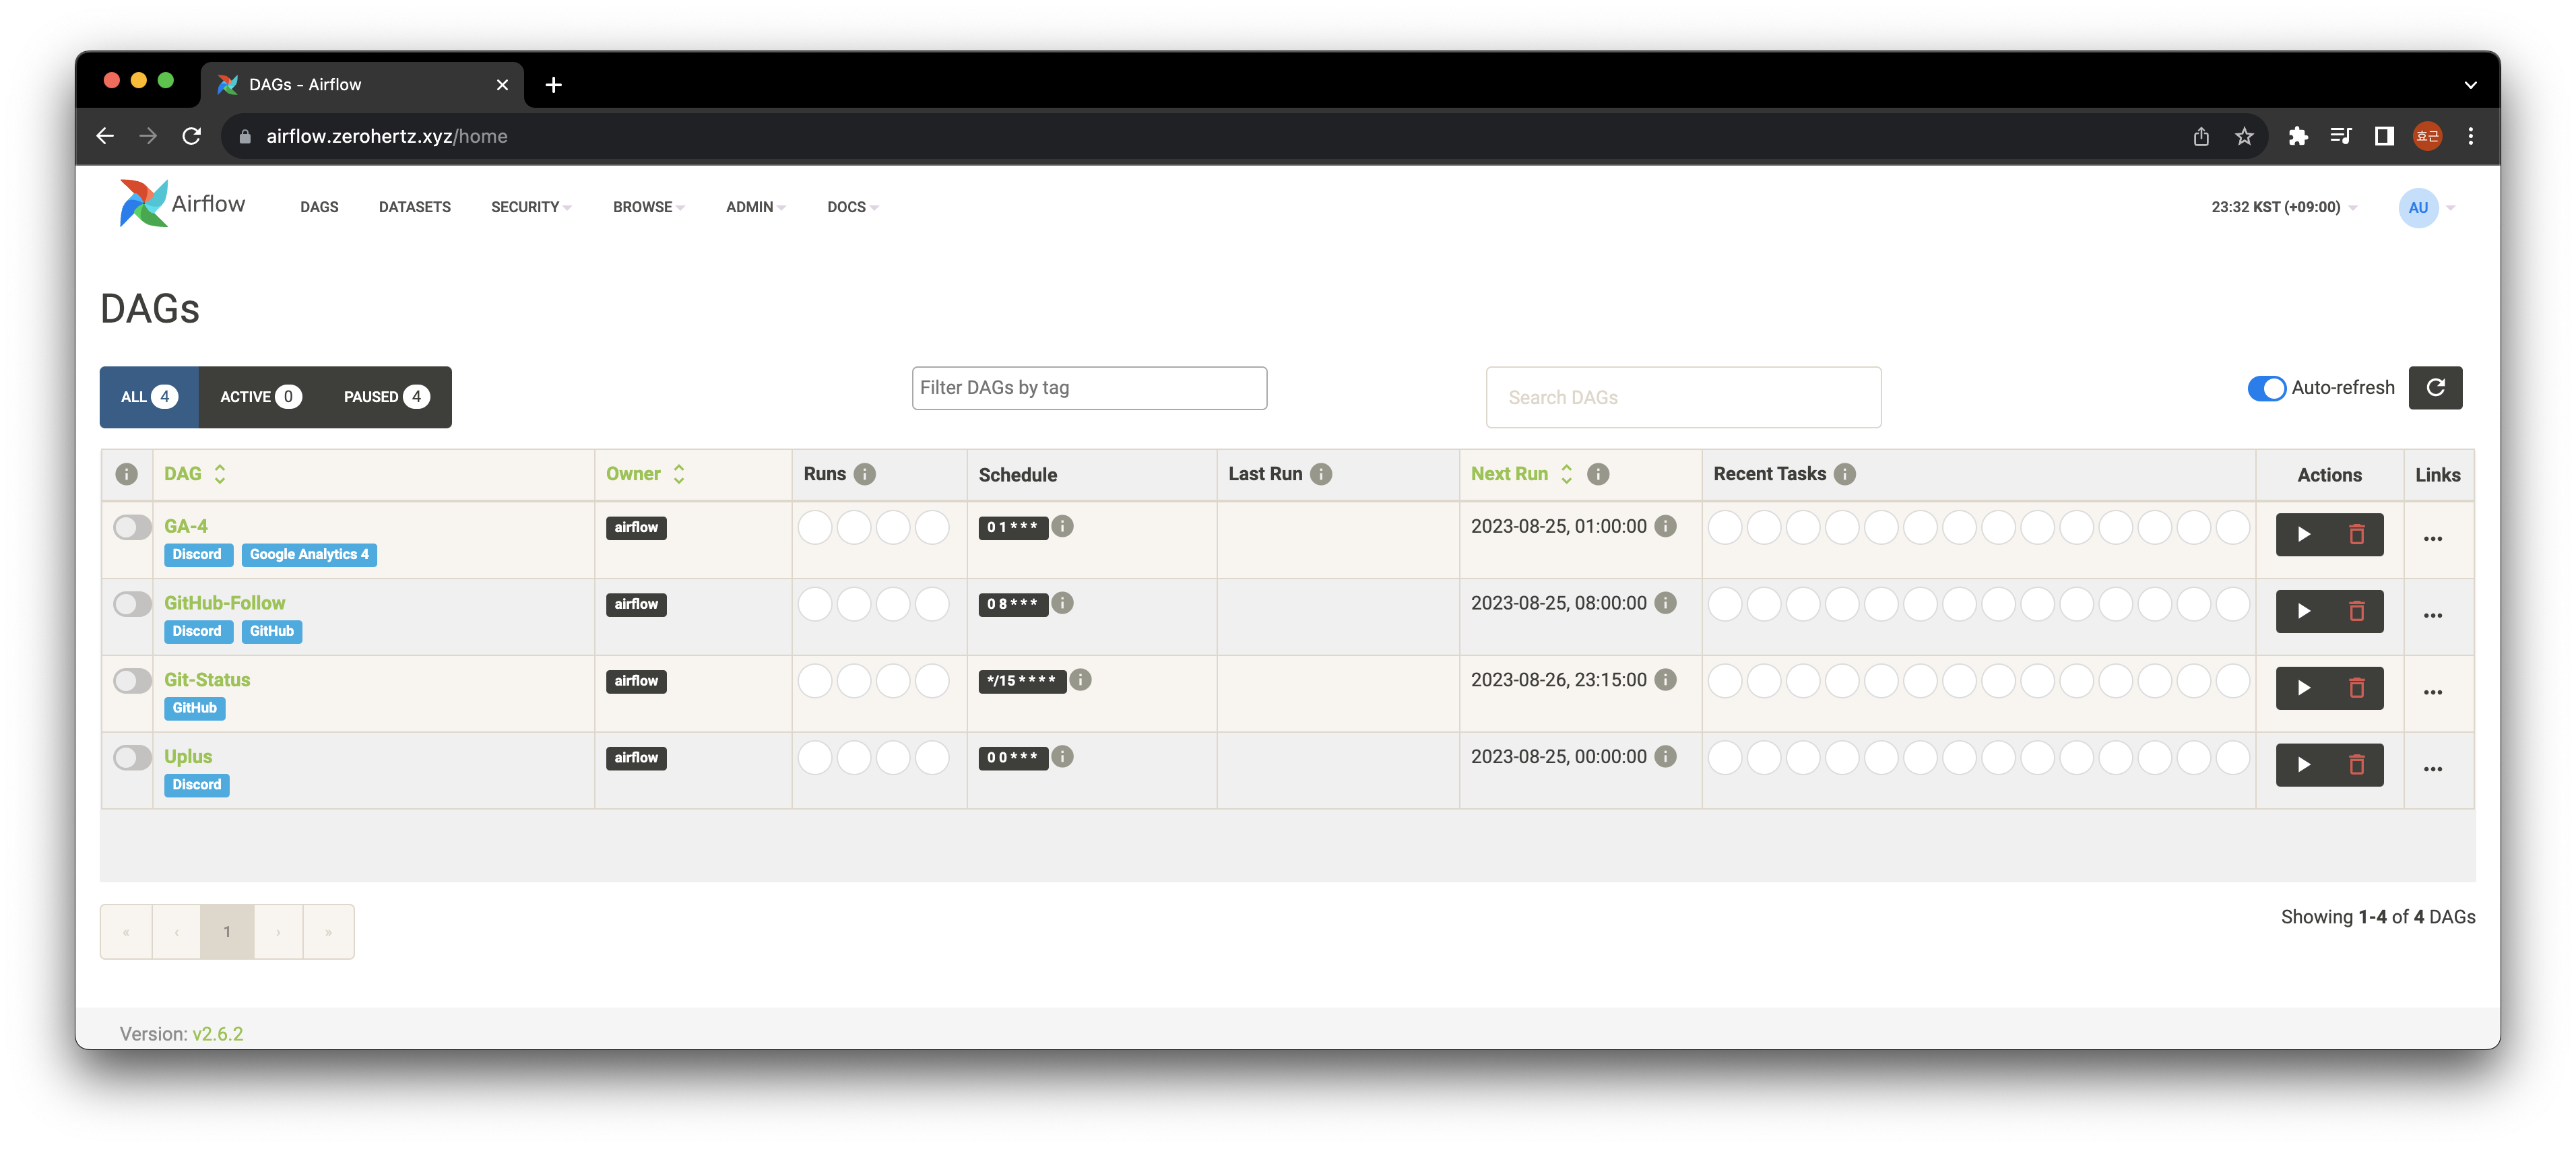 DAGs - Airflow
airflow.zerohertz.xyz/home
효근
Airflow DAGS DATASETS SECURITY BROWSE ADMIN DOCS 23:32 KST (+09:00) AU
DAGs
ALL 4 ACTIVE 0 PAUSED 4 Filter DAGs by tag Search DAGs Auto-refresh
DAG Owner Runs Schedule Last Run Next Run Recent Tasks Actions Links
GA-4 airflow 0 1 * * * 2023-08-25, 01:00:00
Discord Google Analytics 4
GitHub-Follow airflow 0 8 * * * 2023-08-25, 08:00:00
Discord GitHub
Git-Status airflow */15 * * * * 2023-08-26, 23:15:00
GitHub
Uplus airflow 0 0 * * * 2023-08-25, 00:00:00
Discord
« ‹ 1 › »
Showing 1-4 of 4 DAGs
Version: v2.6.2